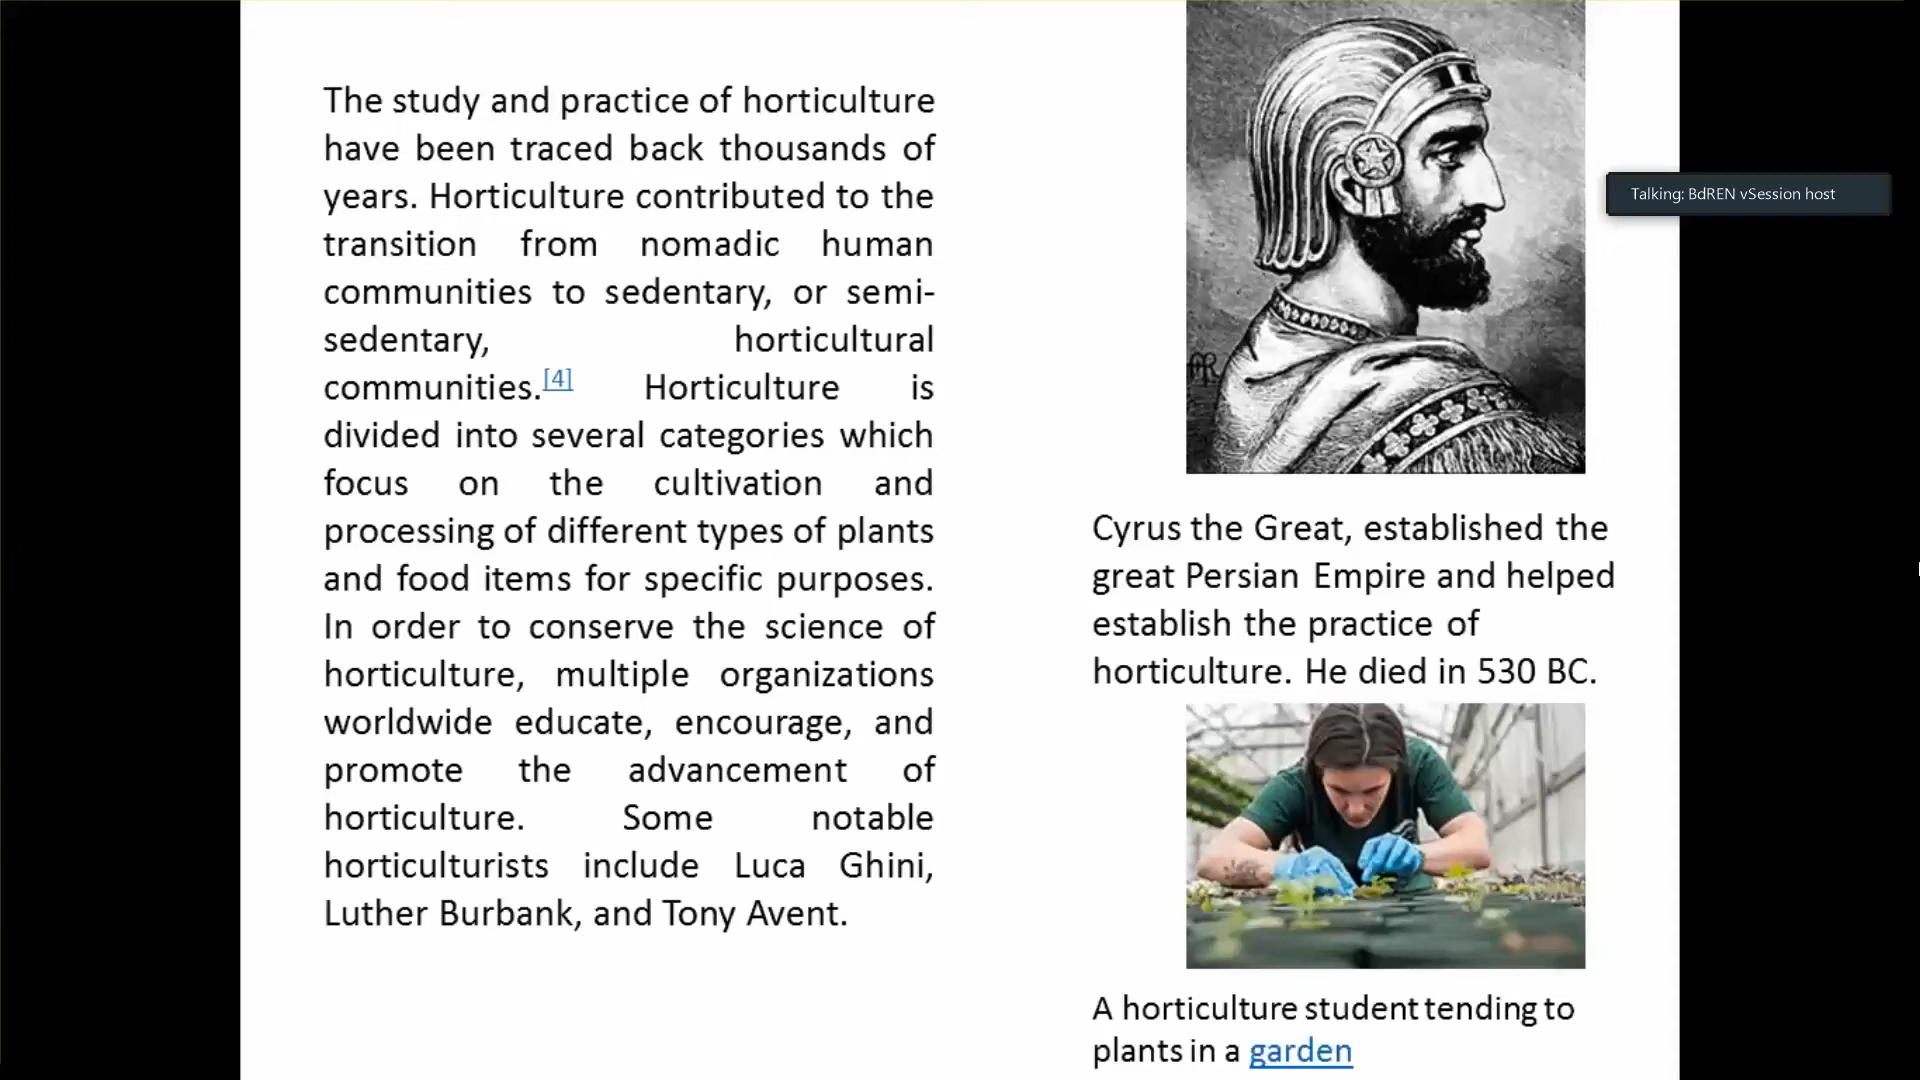 The study and practice of horticulture
have been traced back thousands of
years. Horticulture contributed to the
transition from nomadic human
communities to sedentary, or semi-
sedentary, horticultural
communities.[4] Horticulture is
divided into several categories which
focus on the cultivation and
processing of different types of plants
and food items for specific purposes.
In order to conserve the science of
horticulture, multiple organizations
worldwide educate, encourage, and
promote the advancement of
horticulture. Some notable
horticulturists include Luca Ghini,
Luther Burbank, and Tony Avent.
Cyrus the Great, established the
great Persian Empire and helped
establish the practice of
horticulture. He died in 530 BC.
A horticulture student tending to
plants in a garden
Talking: BdREN vSession host